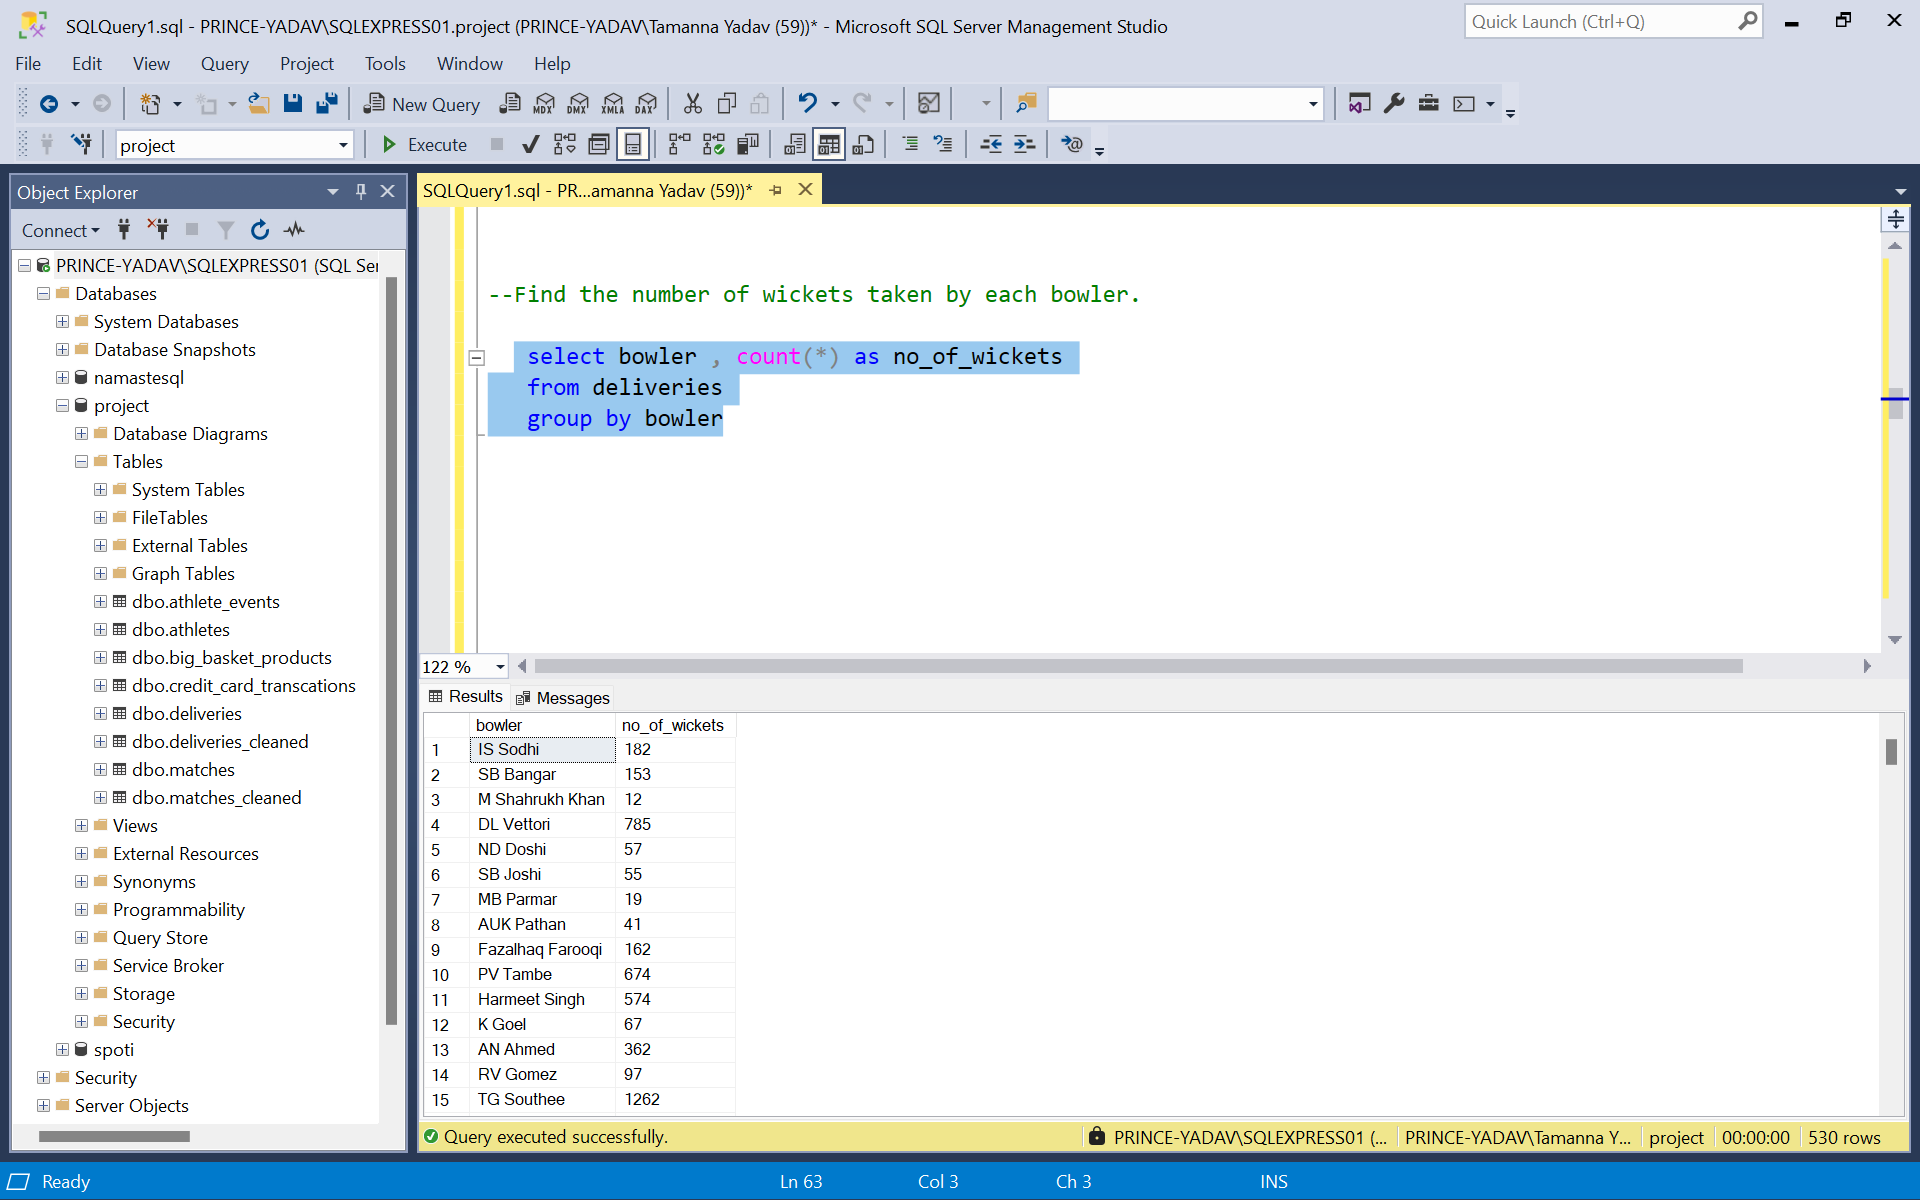 SQLQuery1.sql - PRINCE-YADAV\SQLEXPRESS01.project (PRINCE-YADAV\Tamanna Yadav (59))* - Microsoft SQL Server Management Studio
Quick Launch (Ctrl+Q)
File Edit View Query Project Tools Window Help
New Query MDX DMX XMLA DAX
project Execute
Object Explorer
SQLQuery1.sql - PR...amanna Yadav (59))*
Connect
PRINCE-YADAV\SQLEXPRESS01 (SQL Ser
Databases
System Databases
Database Snapshots
namastesql
project
Database Diagrams
Tables
System Tables
FileTables
External Tables
Graph Tables
dbo.athlete_events
dbo.athletes
dbo.big_basket_products
dbo.credit_card_transcations
dbo.deliveries
dbo.deliveries_cleaned
dbo.matches
dbo.matches_cleaned
Views
External Resources
Synonyms
Programmability
Query Store
Service Broker
Storage
Security
spoti
Security
Server Objects
--Find the number of wickets taken by each bowler.
select bowler , count(*) as no_of_wickets
from deliveries
group by bowler
122 %
Results Messages
bowler no_of_wickets
1 IS Sodhi 182
2 SB Bangar 153
3 M Shahrukh Khan 12
4 DL Vettori 785
5 ND Doshi 57
6 SB Joshi 55
7 MB Parmar 19
8 AUK Pathan 41
9 Fazalhaq Farooqi 162
10 PV Tambe 674
11 Harmeet Singh 574
12 K Goel 67
13 AN Ahmed 362
14 RV Gomez 97
15 TG Southee 1262
Query executed successfully. PRINCE-YADAV\SQLEXPRESS01 (... PRINCE-YADAV\Tamanna Y... project 00:00:00 530 rows
Ready Ln 63 Col 3 Ch 3 INS